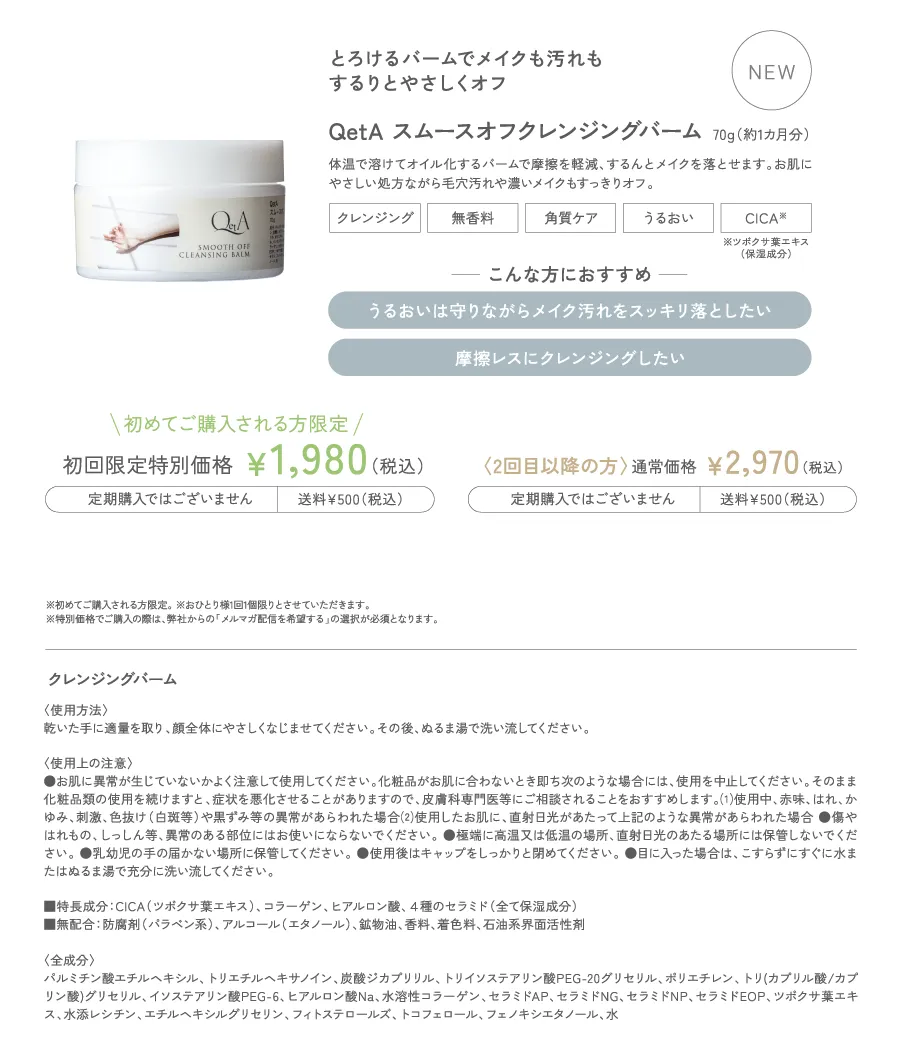 とろけるバームでメイクも汚れも
するりとやさしくオフ
NEW
QetA スムースオフクレンジングバーム 70g(約1カ月分)
体温で溶けてオイル化するバームで摩擦を軽減、するんとメイクを落とせます。お肌に
やさしい処方ながら毛穴汚れや濃いメイクもすっきりオフ。
クレンジング 無香料 角質ケア うるおい CICA※
※ツボクサ葉エキス
(保湿成分)
QetA
SMOOTH OFF
CLEANSING BALM
こんな方におすすめ
うるおいは守りながらメイク汚れをスッキリ落としたい
摩擦レスにクレンジングしたい
\初めてご購入される方限定/
初回限定特別価格 ¥1,980(税込)
定期購入ではございません 送料¥500(税込)
〈2回目以降の方〉通常価格 ¥2,970(税込)
定期購入ではございません 送料¥500(税込)
※初めてご購入される方限定。※おひとり様1回1個限りとさせていただきます。
※特別価格でご購入の際は、弊社からの「メルマガ配信を希望する」の選択が必須となります。
クレンジングバーム
〈使用方法〉
乾いた手に適量を取り、顔全体にやさしくなじませてください。その後、ぬるま湯で洗い流してください。
〈使用上の注意〉
●お肌に異常が生じていないかよく注意して使用してください。化粧品がお肌に合わないとき即ち次のような場合には、使用を中止してください。そのまま
化粧品類の使用を続けますと、症状を悪化させることがありますので、皮膚科専門医等にご相談されることをおすすめします。(1)使用中、赤味、はれ、か
ゆみ、刺激、色抜け(白斑等)や黒ずみ等の異常があらわれた場合(2)使用したお肌に、直射日光があたって上記のような異常があらわれた場合 ●傷や
はれもの、しっしん等、異常のある部位にはお使いにならないでください。 ●極端に高温又は低温の場所、直射日光のあたる場所には保管しないでくだ
さい。 ●乳幼児の手の届かない場所に保管してください。 ●使用後はキャップをしっかりと閉めてください。 ●目に入った場合は、こすらずにすぐに水ま
たはぬるま湯で充分に洗い流してください。
■特長成分:CICA(ツボクサ葉エキス)、コラーゲン、ヒアルロン酸、4種のセラミド(全て保湿成分)
■無配合:防腐剤(パラベン系)、アルコール(エタノール)、鉱物油、香料、着色料、石油系界面活性剤
〈全成分〉
パルミチン酸エチルヘキシル、トリエチルヘキサノイン、炭酸ジカプリリル、トリイソステアリン酸PEG-20グリセリル、ポリエチレン、トリ(カプリル酸/カプ
リン酸)グリセリル、イソステアリン酸PEG-6、ヒアルロン酸Na、水溶性コラーゲン、セラミドAP、セラミドNG、セラミドNP、セラミドEOP、ツボクサ葉エキ
ス、水添レシチン、エチルヘキシルグリセリン、フィトステロールズ、トコフェロール、フェノキシエタノール、水